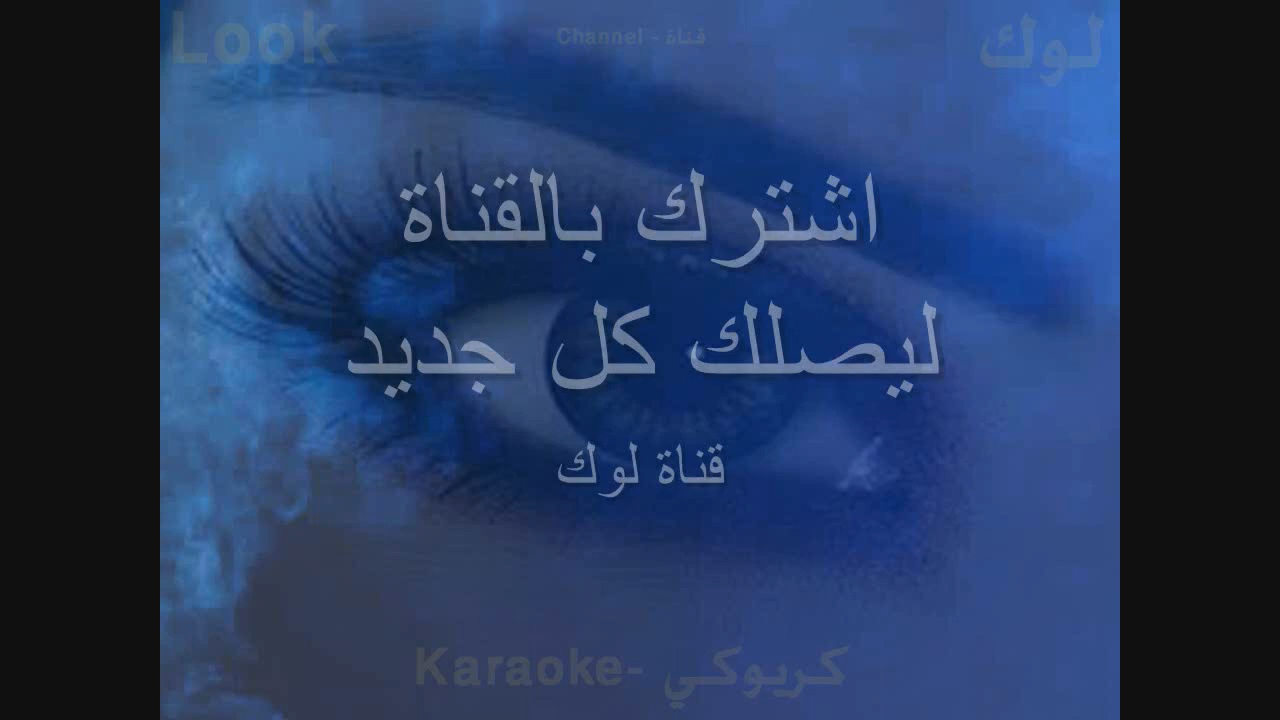 Look
Channel - قناة
لوك
اشترك بالقناة
ليصلك كل جديد
قناة لوك
Karaoke- كريوكي